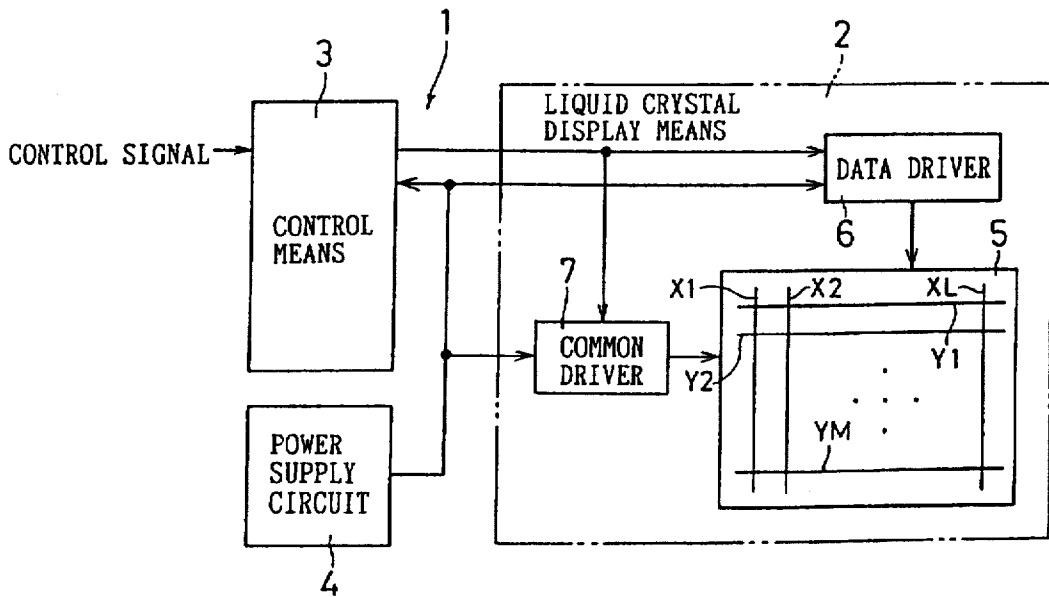 1
2
3
LIQUID CRYSTAL
DISPLAY MEANS
CONTROL SIGNAL
DATA DRIVER
6
CONTROL
MEANS
5
7
X1
X2
XL
COMMON
DRIVER
Y1
Y2
YM
POWER
SUPPLY
CIRCUIT
4